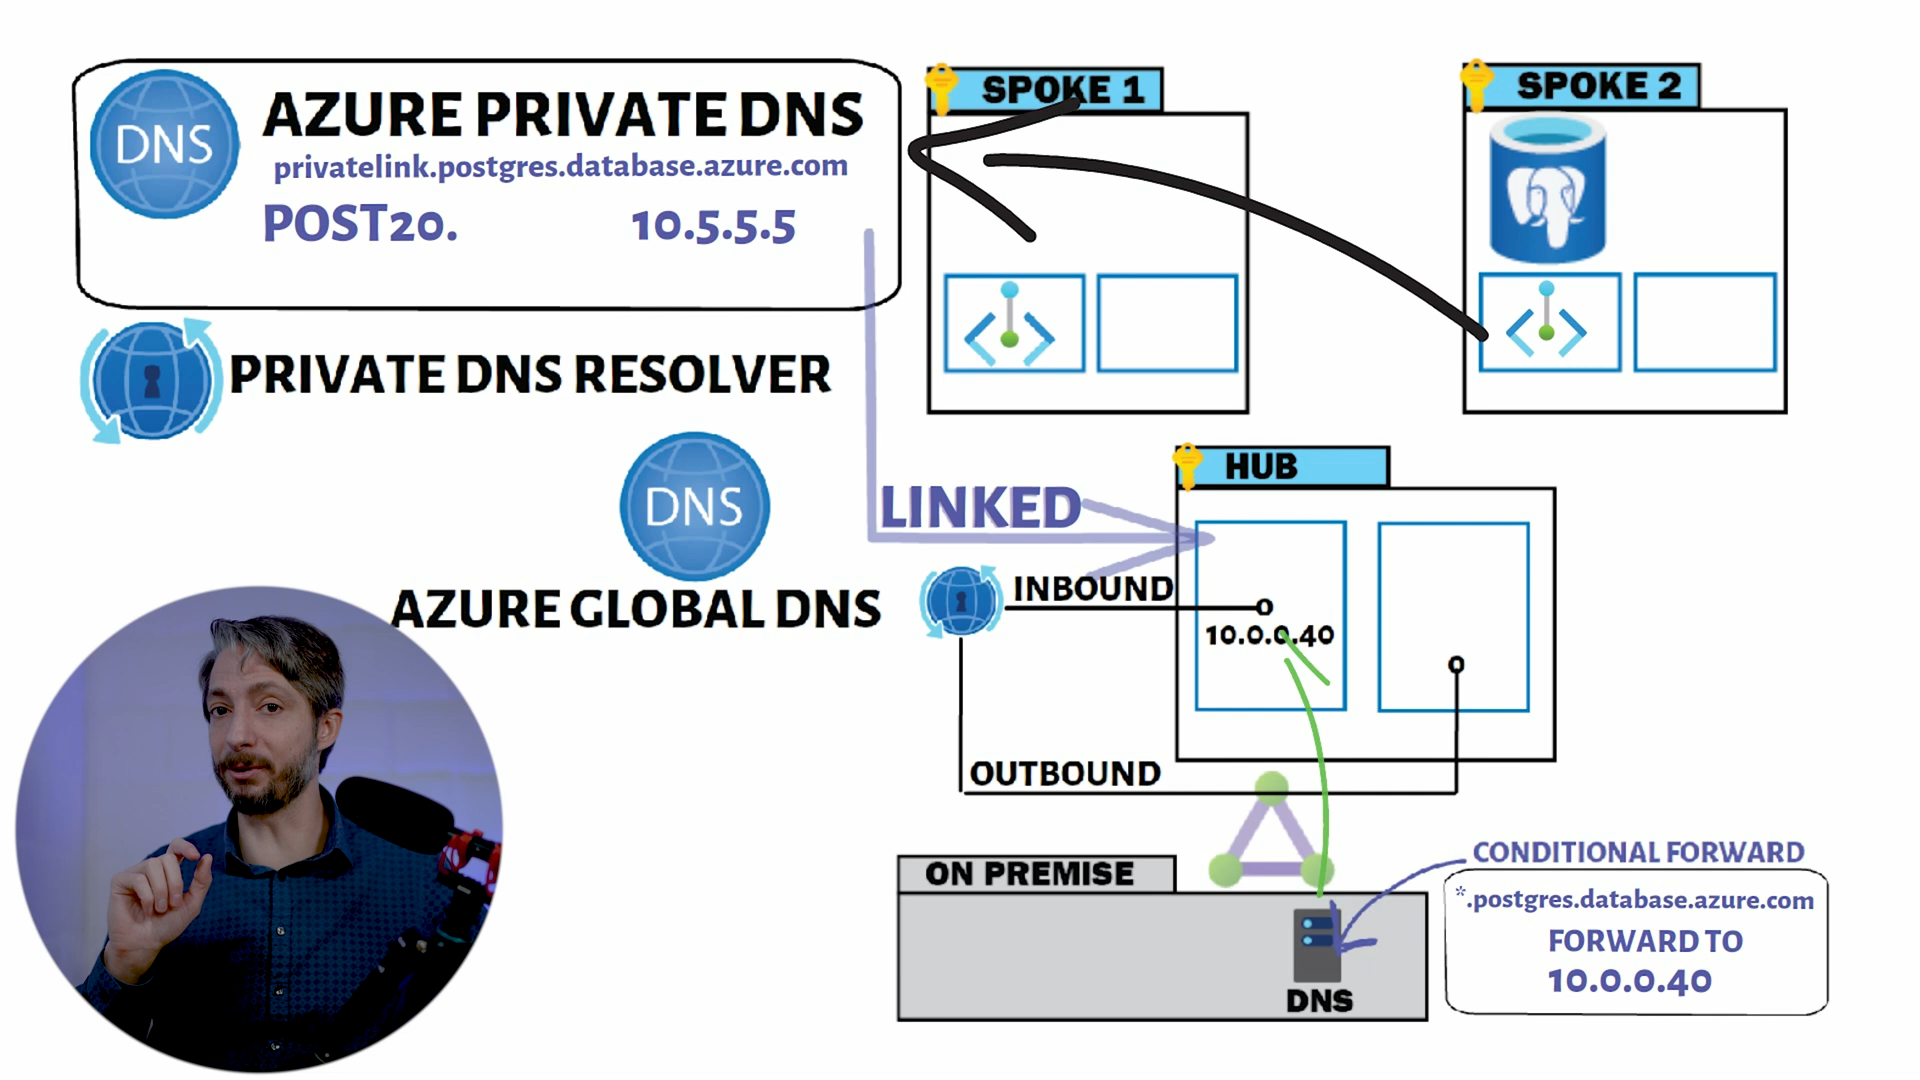 DNS
AZURE PRIVATE DNS
privatelink.postgres.database.azure.com
POST20. 10.5.5.5
PRIVATE DNS RESOLVER
DNS
AZURE GLOBAL DNS
SPOKE 1
SPOKE 2
HUB
LINKED
INBOUND
10.0.0.40
OUTBOUND
ON PREMISE
DNS
CONDITIONAL FORWARD
*.postgres.database.azure.com
FORWARD TO
10.0.0.40